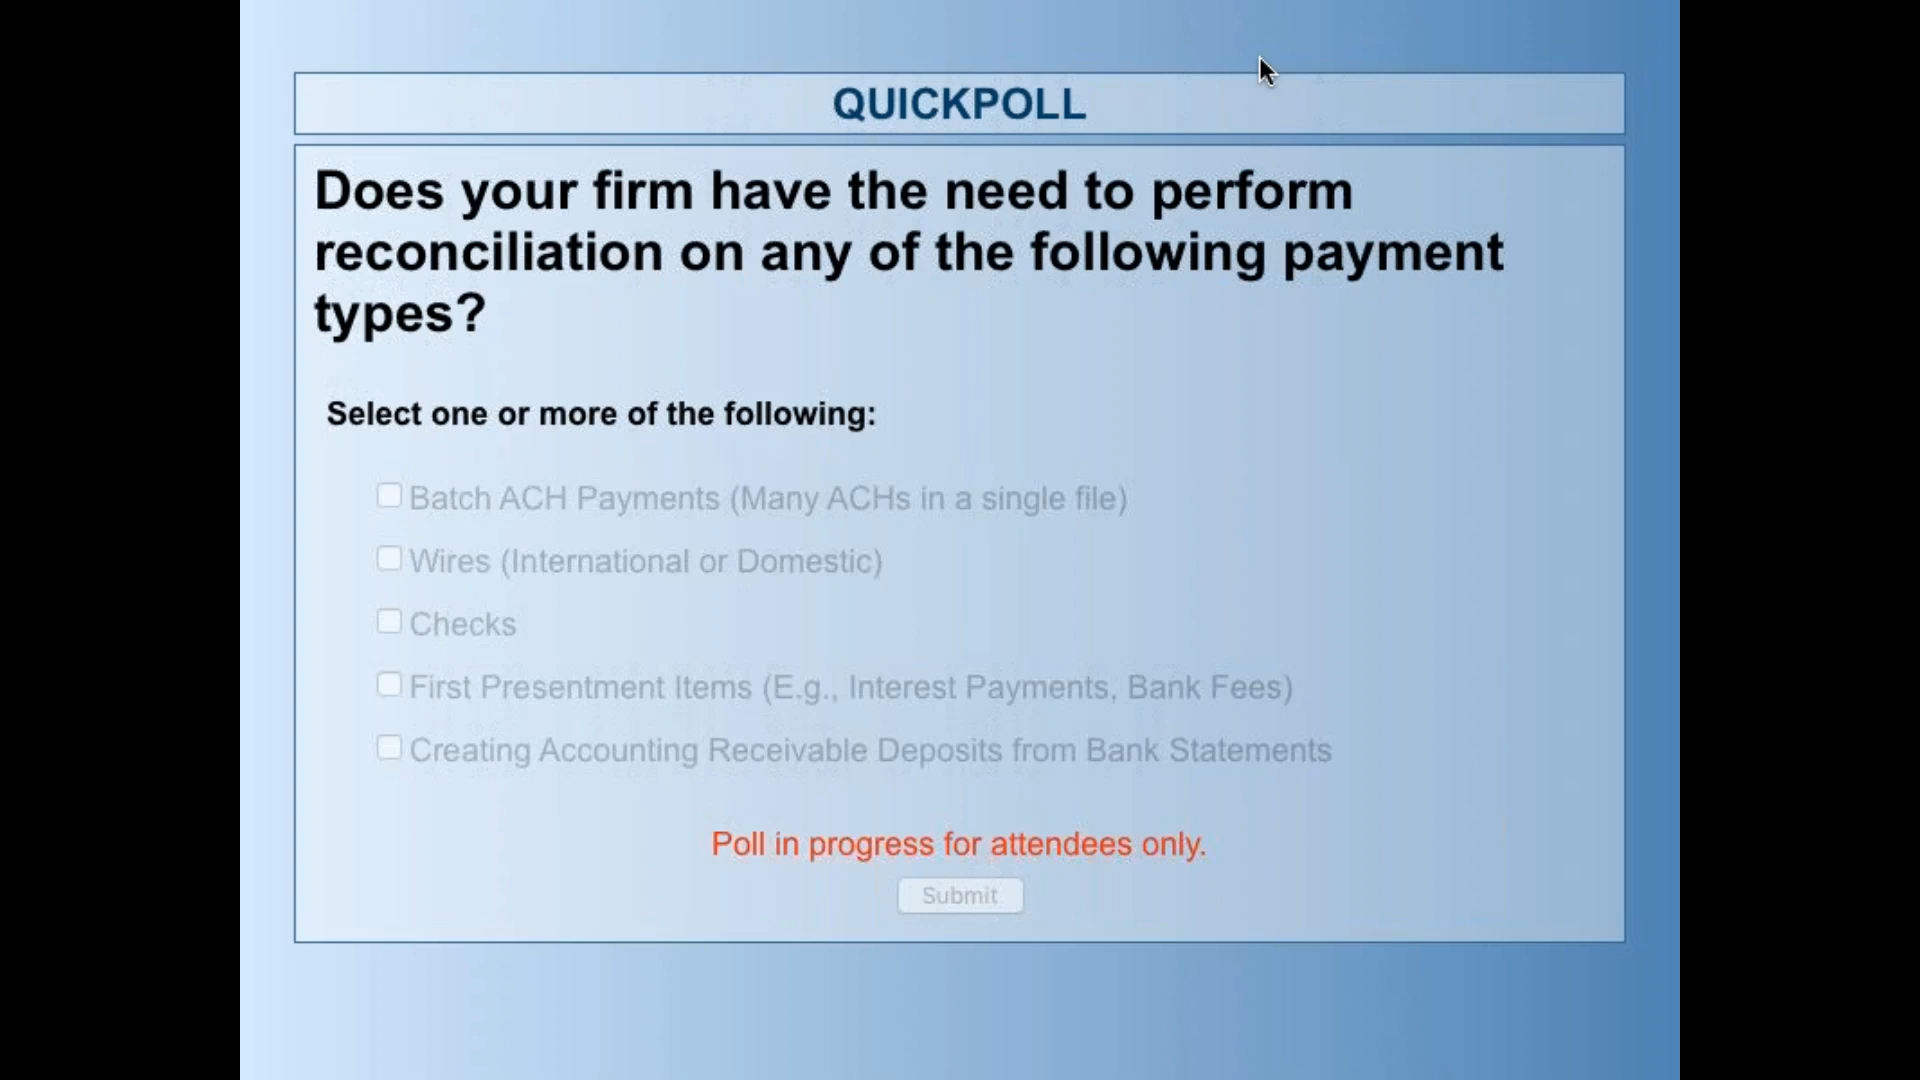 QUICKPOLL
Does your firm have the need to perform
reconciliation on any of the following payment
types?
Select one or more of the following:
Batch ACH Payments (Many ACHs in a single file)
Wires (International or Domestic)
Checks
First Presentment Items (E.g., Interest Payments, Bank Fees)
Creating Accounting Receivable Deposits from Bank Statements
Poll in progress for attendees only.
Submit